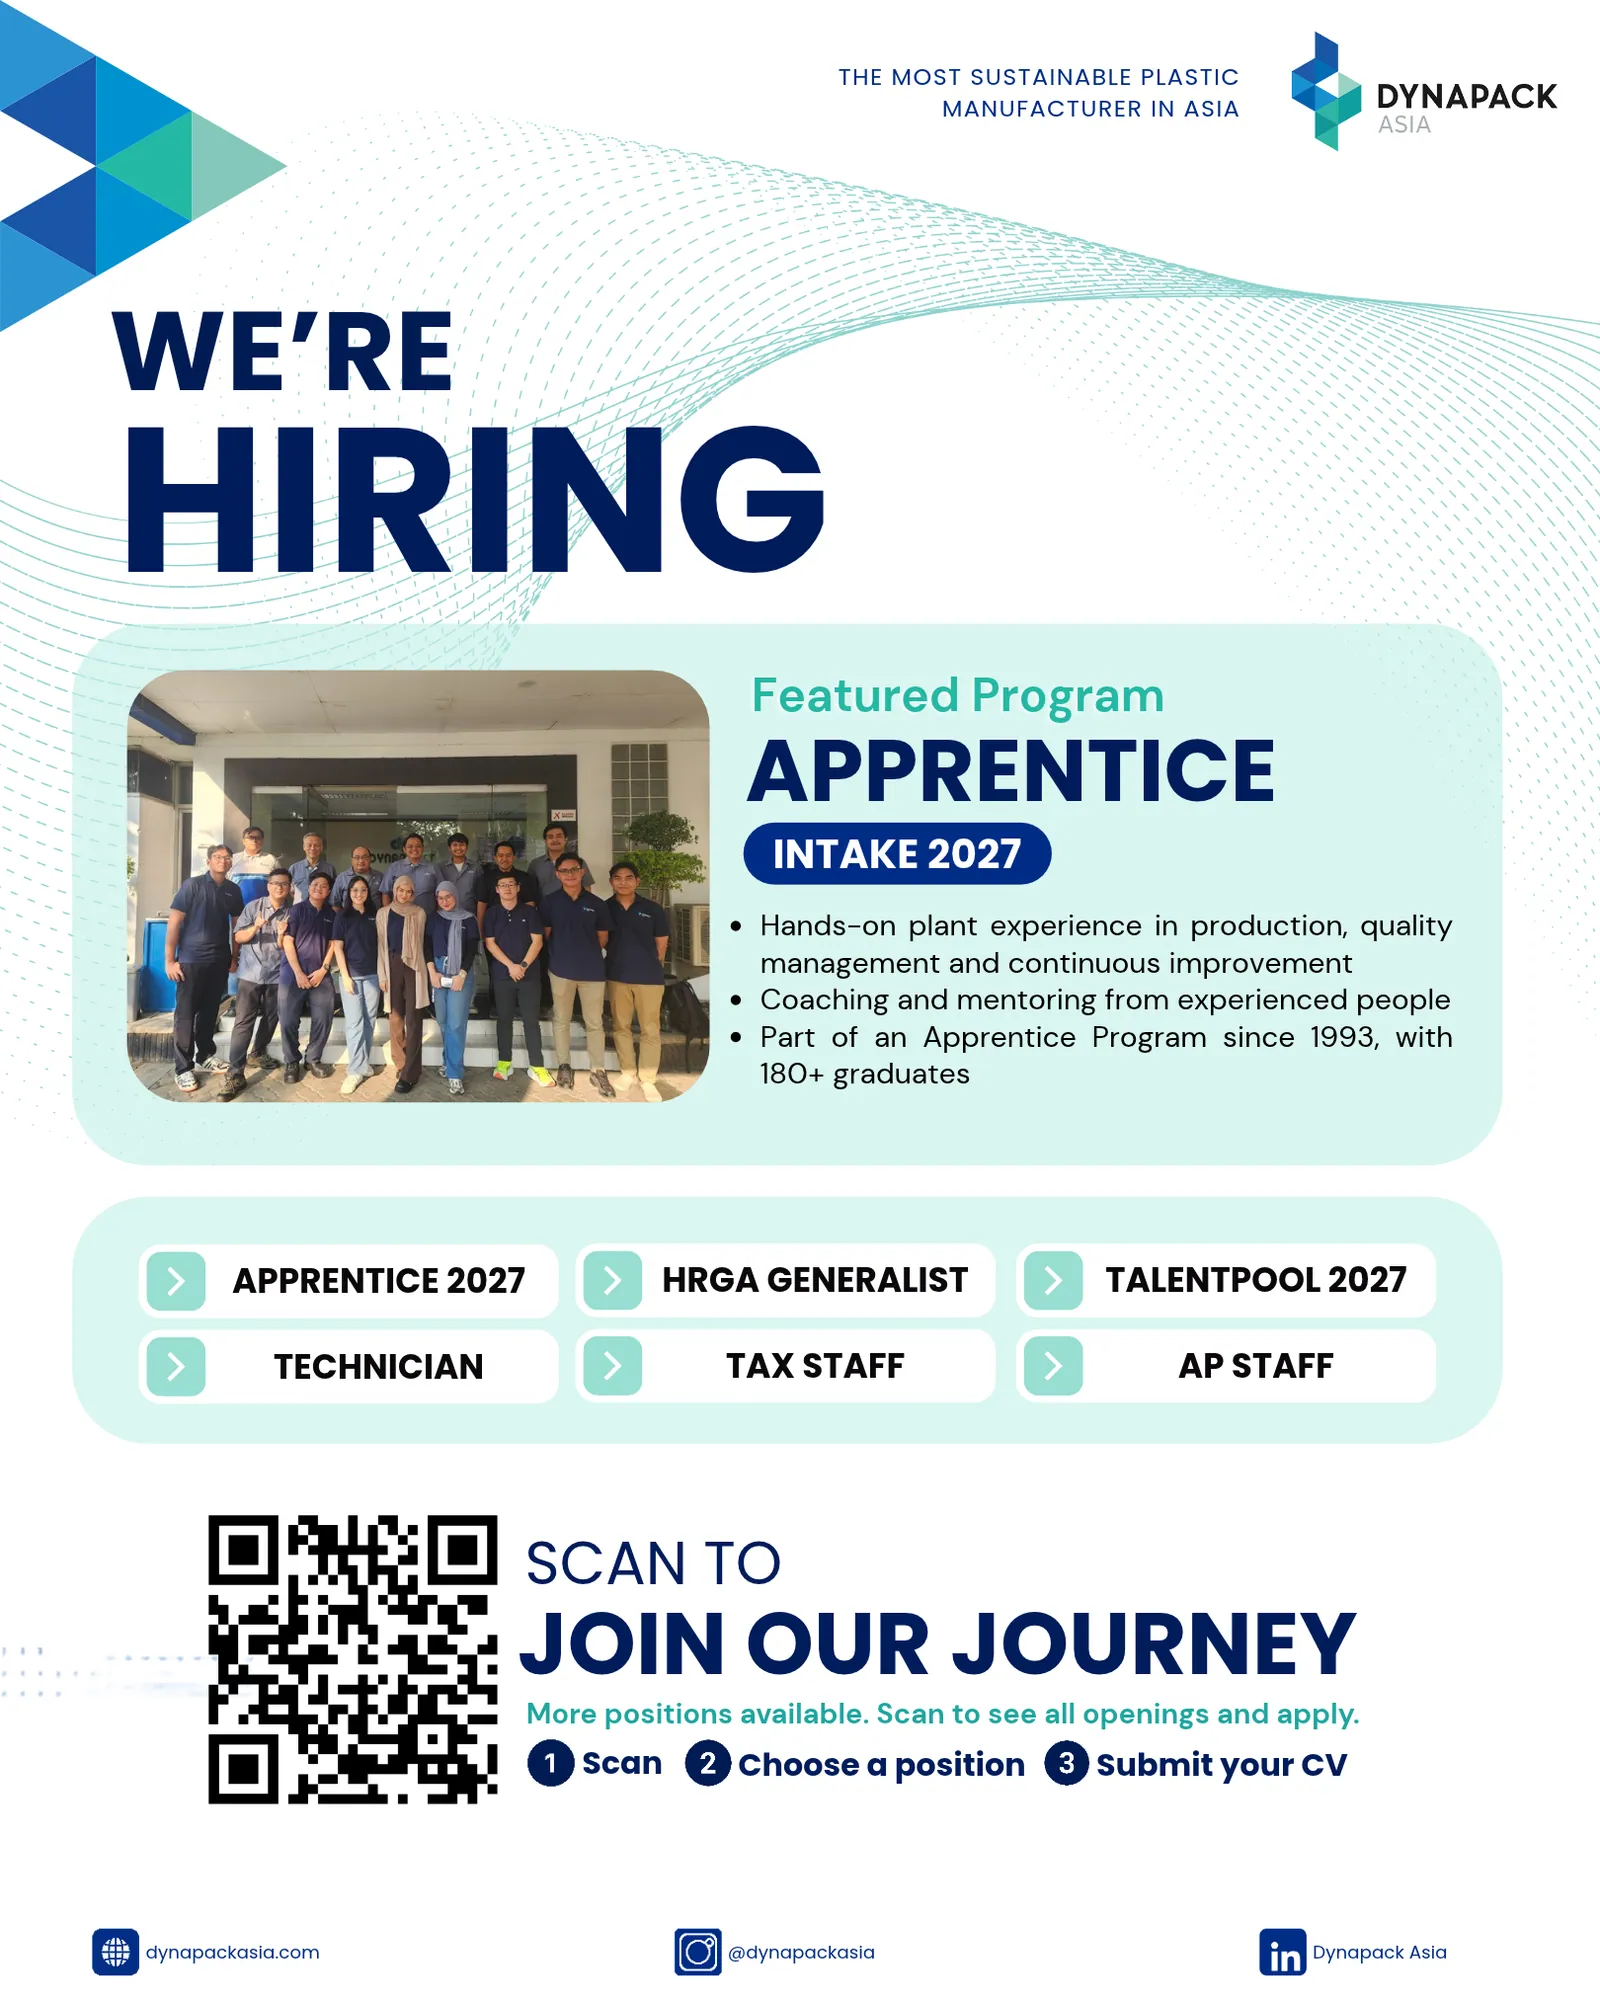 THE MOST SUSTAINABLE PLASTIC
MANUFACTURER IN ASIA
DYNAPACK
ASIA
WE'RE
HIRING
Featured Program
APPRENTICE
INTAKE 2027
• Hands-on plant experience in production, quality
management and continuous improvement
• Coaching and mentoring from experienced people
• Part of an Apprentice Program since 1993, with
180+ graduates
APPRENTICE 2027
HRGA GENERALIST
TALENTPOOL 2027
TECHNICIAN
TAX STAFF
AP STAFF
SCAN TO
JOIN OUR JOURNEY
More positions available. Scan to see all openings and apply.
1 Scan 2 Choose a position 3 Submit your CV
dynapackasia.com
@dynapackasia
in Dynapack Asia